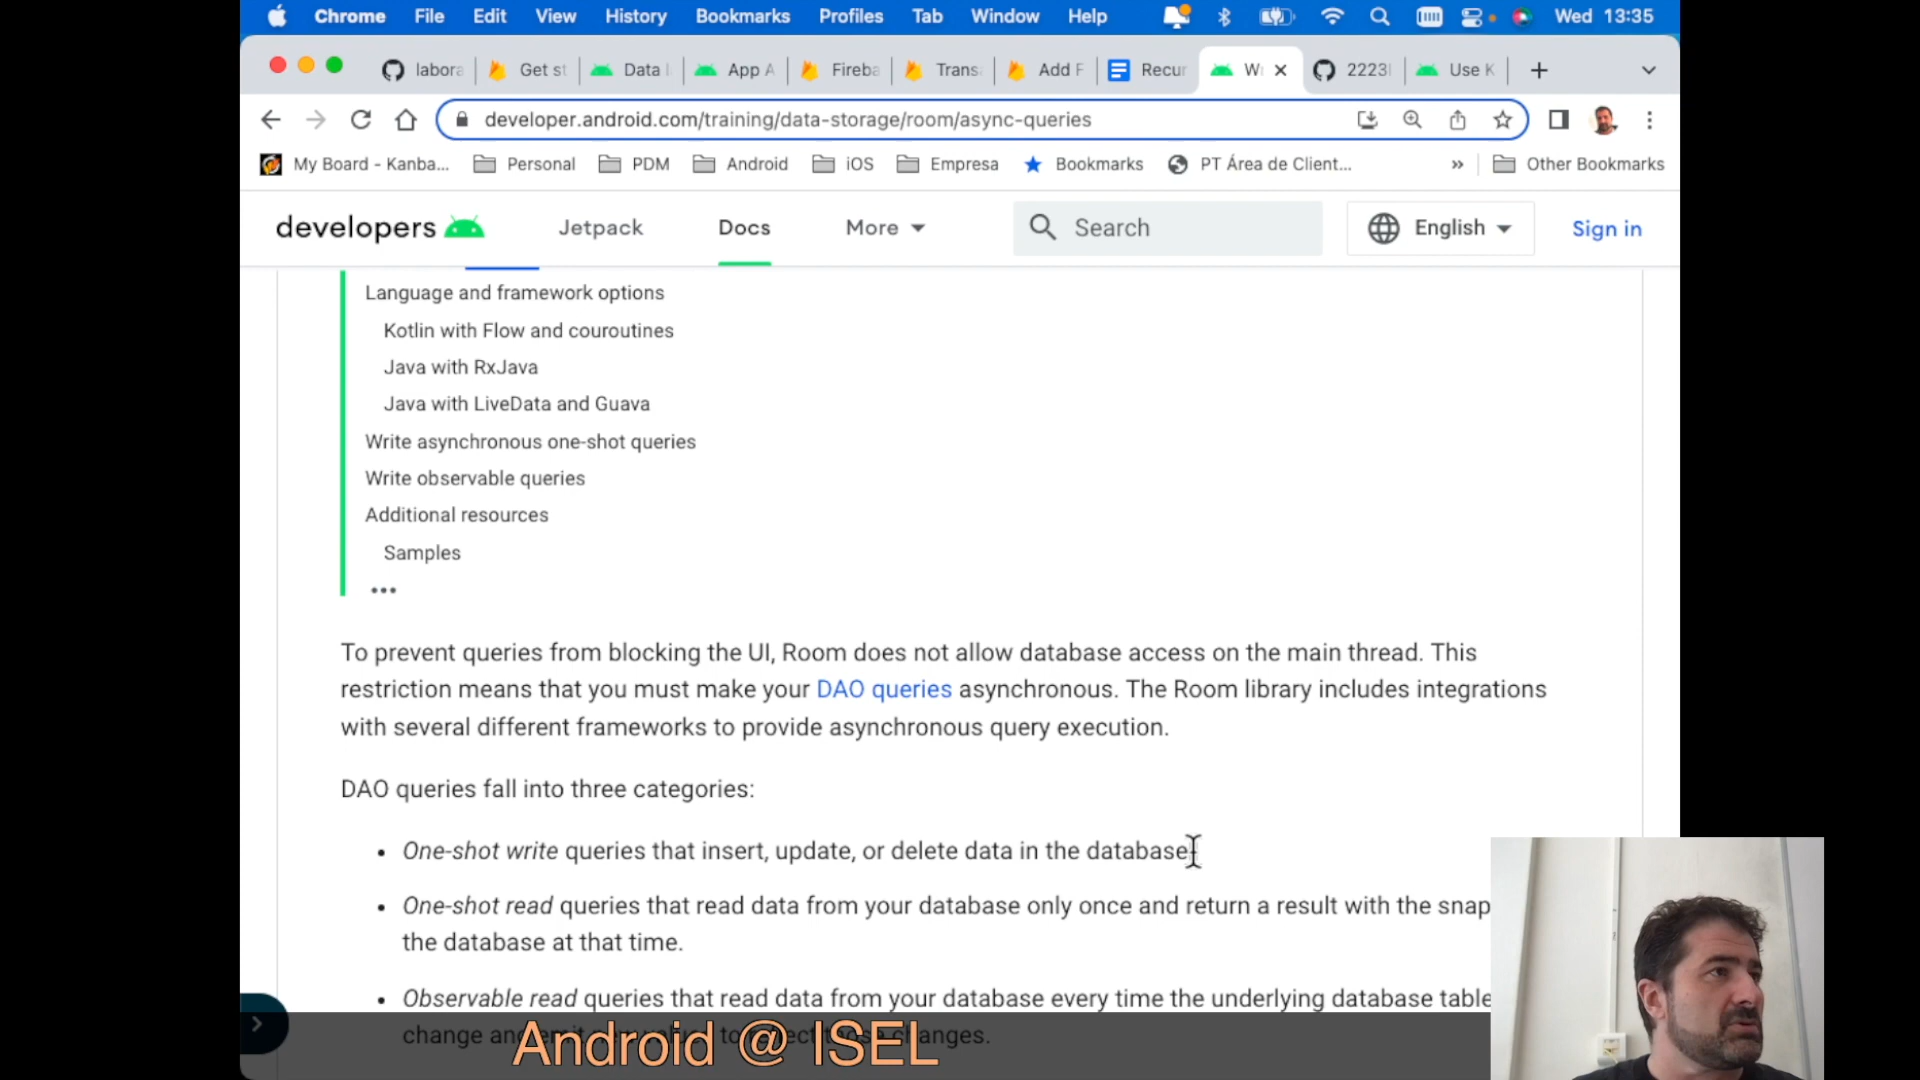 Chrome File Edit View History Bookmarks Profiles Tab Window Help Wed 13:35
labora Get st Data App A Fireba Trans Add F Recur W 2223 Use K
developer.android.com/training/data-storage/room/async-queries
My Board - Kanba... Personal PDM Android iOS Empresa Bookmarks PT Área de Client... » Other Bookmarks
developers Jetpack Docs More Search English Sign in
Language and framework options
Kotlin with Flow and couroutines
Java with RxJava
Java with LiveData and Guava
Write asynchronous one-shot queries
Write observable queries
Additional resources
Samples
•••
To prevent queries from blocking the UI, Room does not allow database access on the main thread. This
restriction means that you must make your DAO queries asynchronous. The Room library includes integrations
with several different frameworks to provide asynchronous query execution.
DAO queries fall into three categories:
• One-shot write queries that insert, update, or delete data in the database
• One-shot read queries that read data from your database only once and return a result with the snap
the database at that time.
• Observable read queries that read data from your database every time the underlying database table
change and changes.
Android @ ISEL